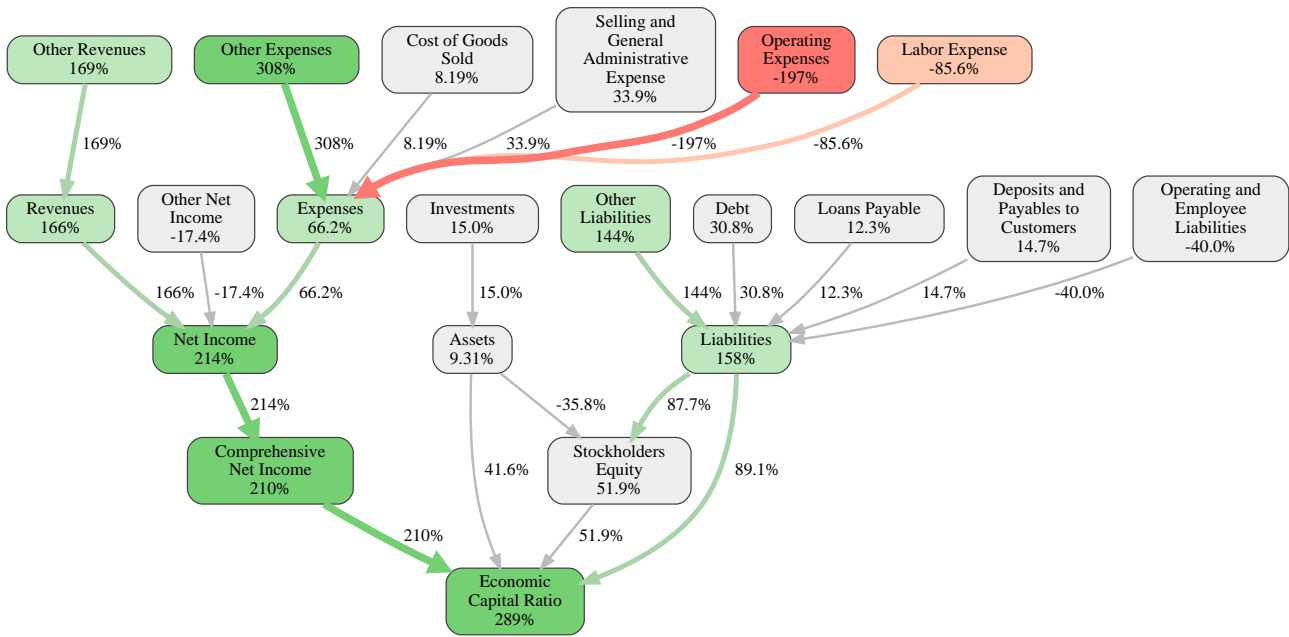 Other Revenues
169%
Other Expenses
308%
Cost of Goods
Sold
8.19%
Selling and
General
Administrative
Expense
33.9%
Operating
Expenses
-197%
Labor Expense
-85.6%
169%
308%
8.19%
33.9%
-197%
-85.6%
Revenues
166%
Other Net
Income
-17.4%
Expenses
66.2%
Investments
15.0%
Other
Liabilities
144%
Debt
30.8%
Loans Payable
12.3%
Deposits and
Payables to
Customers
14.7%
Operating and
Employee
Liabilities
-40.0%
166%
-17.4%
66.2%
15.0%
144%
30.8%
12.3%
14.7%
-40.0%
Net Income
214%
Assets
9.31%
Liabilities
158%
214%
-35.8%
87.7%
Comprehensive
Net Income
210%
41.6%
Stockholders
Equity
51.9%
89.1%
210%
51.9%
Economic
Capital Ratio
289%